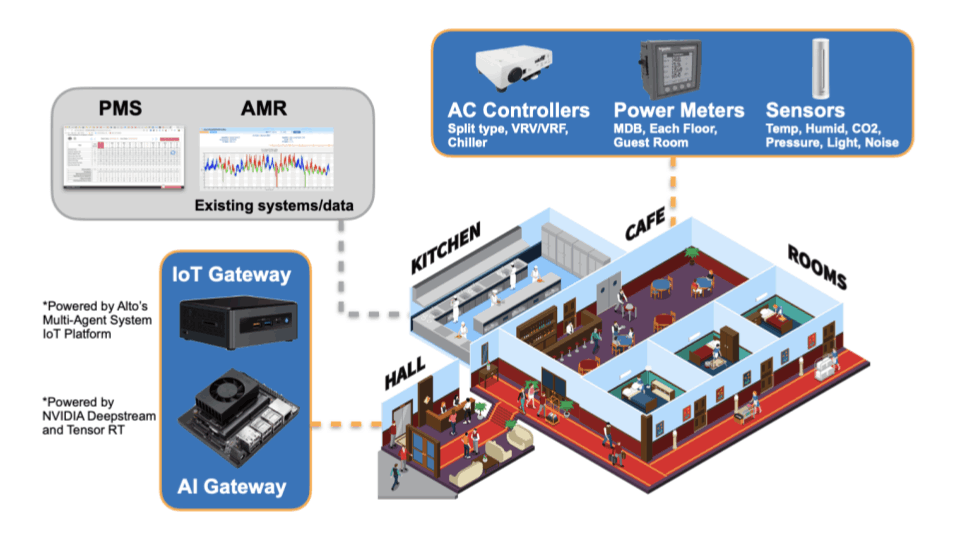 AC Controllers
Split type, VRV/VRF,
Chiller
Power Meters
MDB, Each Floor,
Guest Room
Sensors
Temp, Humid, CO2,
Pressure, Light, Noise
PMS
AMR
Existing systems/data
IoT Gateway
*Powered by Alto's
Multi-Agent System
IoT Platform
*Powered by
NVIDIA Deepstream
and Tensor RT
AI Gateway
KITCHEN
CAFE
ROOMS
HALL